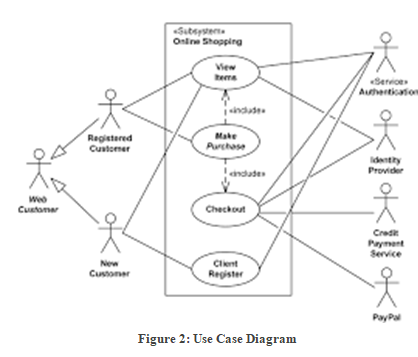 «Subsystem»
Online Shopping
View
Items
«Service»
Authentication
«include»
Registered
Customer
Make
Purchase
Identity
Provider
«include»
Web
Customer
Checkout
Credit
Payment
Service
New
Customer
Client
Register
PayPal
Figure 2: Use Case Diagram